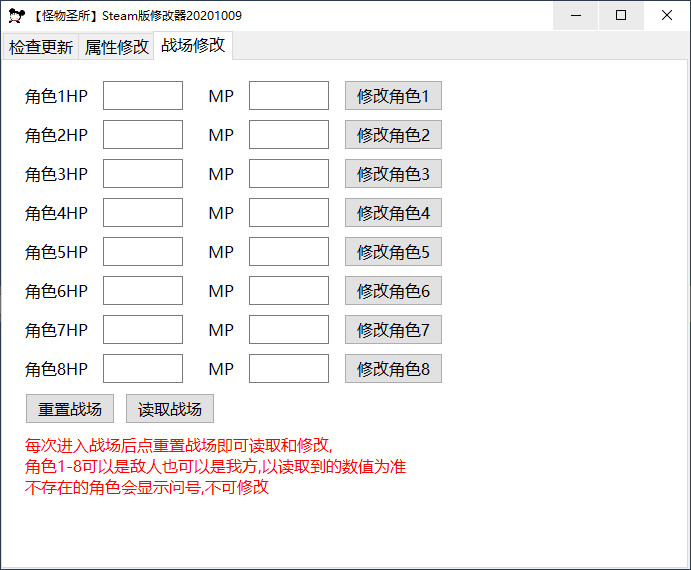 【怪物圣所】Steam版修改器20201009
检查更新 属性修改 战场修改
角色1HP MP 修改角色1
角色2HP MP 修改角色2
角色3HP MP 修改角色3
角色4HP MP 修改角色4
角色5HP MP 修改角色5
角色6HP MP 修改角色6
角色7HP MP 修改角色7
角色8HP MP 修改角色8
重置战场 读取战场
每次进入战场后点重置战场即可读取和修改,
角色1-8可以是敌人也可以是我方,以读取到的数值为准
不存在的角色会显示问号,不可修改